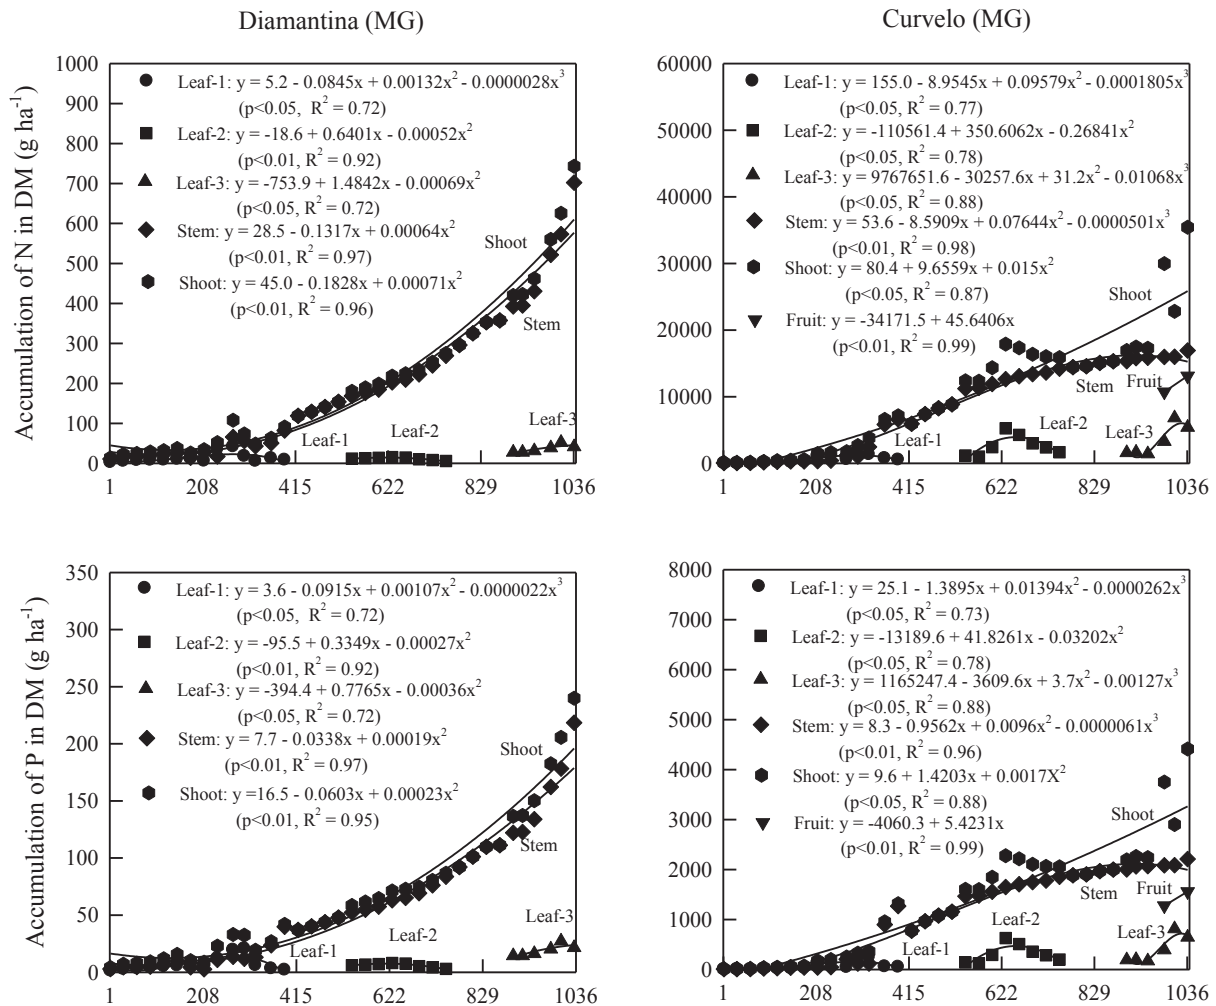 Diamantina (MG)
Curvelo (MG)
Accumulation of N in DM (g ha⁻¹)
1000
900
800
700
600
500
400
300
200
100
0
Leaf-1: y = 5.2 - 0.0845x + 0.00132x² - 0.0000028x³
(p<0.05, R² = 0.72)
Leaf-2: y = -18.6 + 0.6401x - 0.00052x²
(p<0.01, R² = 0.92)
Leaf-3: y = -753.9 + 1.4842x - 0.00069x²
(p<0.05, R² = 0.72)
Stem: y = 28.5 - 0.1317x + 0.00064x²
(p<0.01, R² = 0.97)
Shoot: y = 45.0 - 0.1828x + 0.00071x²
(p<0.01, R² = 0.96)
Shoot
Stem
Leaf-1
Leaf-2
Leaf-3
1 208 415 622 829 1036
60000
50000
40000
30000
20000
10000
0
Leaf-1: y = 155.0 - 8.9545x + 0.09579x² - 0.0001805x³
(p<0.05, R² = 0.77)
Leaf-2: y = -110561.4 + 350.6062x - 0.26841x²
(p<0.05, R² = 0.78)
Leaf-3: y = 9767651.6 - 30257.6x + 31.2x² - 0.01068x³
(p<0.05, R² = 0.88)
Stem: y = 53.6 - 8.5909x + 0.07644x² - 0.0000501x³
(p<0.01, R² = 0.98)
Shoot: y = 80.4 + 9.6559x + 0.015x²
(p<0.05, R² = 0.87)
Fruit: y = -34171.5 + 45.6406x
(p<0.01, R² = 0.99)
Shoot
Stem
Fruit
Leaf-1
Leaf-2
Leaf-3
1 208 415 622 829 1036
Accumulation of P in DM (g ha⁻¹)
350
300
250
200
150
100
50
0
Leaf-1: y = 3.6 - 0.0915x + 0.00107x² - 0.0000022x³
(p<0.05, R² = 0.72)
Leaf-2: y = -95.5 + 0.3349x - 0.00027x²
(p<0.01, R² = 0.92)
Leaf-3: y = -394.4 + 0.7765x - 0.00036x²
(p<0.05, R² = 0.72)
Stem: y = 7.7 - 0.0338x + 0.00019x²
(p<0.01, R² = 0.97)
Shoot: y =16.5 - 0.0603x + 0.00023x²
(p<0.01, R² = 0.95)
Shoot
Stem
Leaf-1
Leaf-2
Leaf-3
1 208 415 622 829 1036
8000
7000
6000
5000
4000
3000
2000
1000
0
Leaf-1: y = 25.1 - 1.3895x + 0.01394x² - 0.0000262x³
(p<0.05, R² = 0.73)
Leaf-2: y = -13189.6 + 41.8261x - 0.03202x²
(p<0.05, R² = 0.78)
Leaf-3: y = 1165247.4 - 3609.6x + 3.7x² - 0.00127x³
(p<0.05, R² = 0.88)
Stem: y = 8.3 - 0.9562x + 0.0096x² - 0.0000061x³
(p<0.01, R² = 0.96)
Shoot: y = 9.6 + 1.4203x + 0.0017X²
(p<0.05, R² = 0.88)
Fruit: y = -4060.3 + 5.4231x
(p<0.01, R² = 0.99)
Shoot
Stem
Fruit
Leaf-1
Leaf-2
Leaf-3
1 208 415 622 829 1036